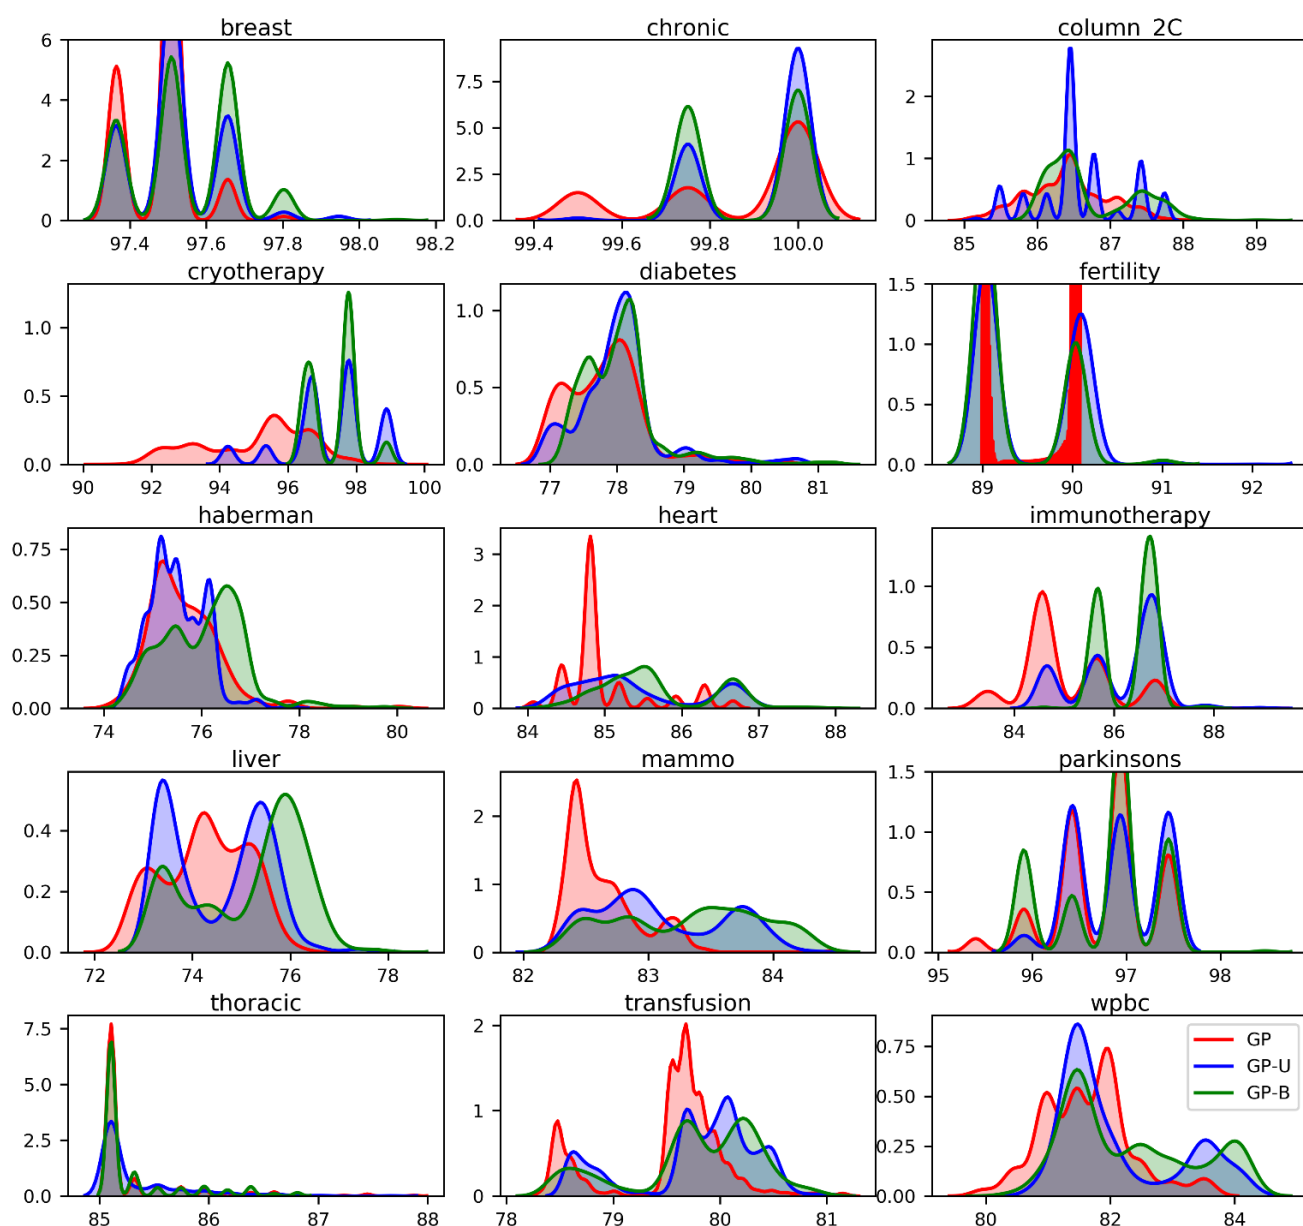 breast
6
4
2
0
97.4 97.6 97.8 98.0 98.2
chronic
7.5
5.0
2.5
0.0
99.4 99.6 99.8 100.0
column 2C
2
1
0
85 86 87 88 89
cryotherapy
1.0
0.5
0.0
90 92 94 96 98 100
diabetes
1.0
0.5
0.0
77 78 79 80 81
fertility
1.5
1.0
0.5
0.0
89 90 91 92
haberman
0.75
0.50
0.25
0.00
74 76 78 80
heart
3
2
1
0
84 85 86 87 88
immunotherapy
1.0
0.5
0.0
84 86 88
liver
0.4
0.2
0.0
72 74 76 78
mammo
2
1
0
82 83 84
parkinsons
1.5
1.0
0.5
0.0
95 96 97 98
thoracic
7.5
5.0
2.5
0.0
85 86 87 88
transfusion
2
1
0
78 79 80 81
wpbc
0.75
0.50
0.25
0.00
80 82 84
GP
GP-U
GP-B